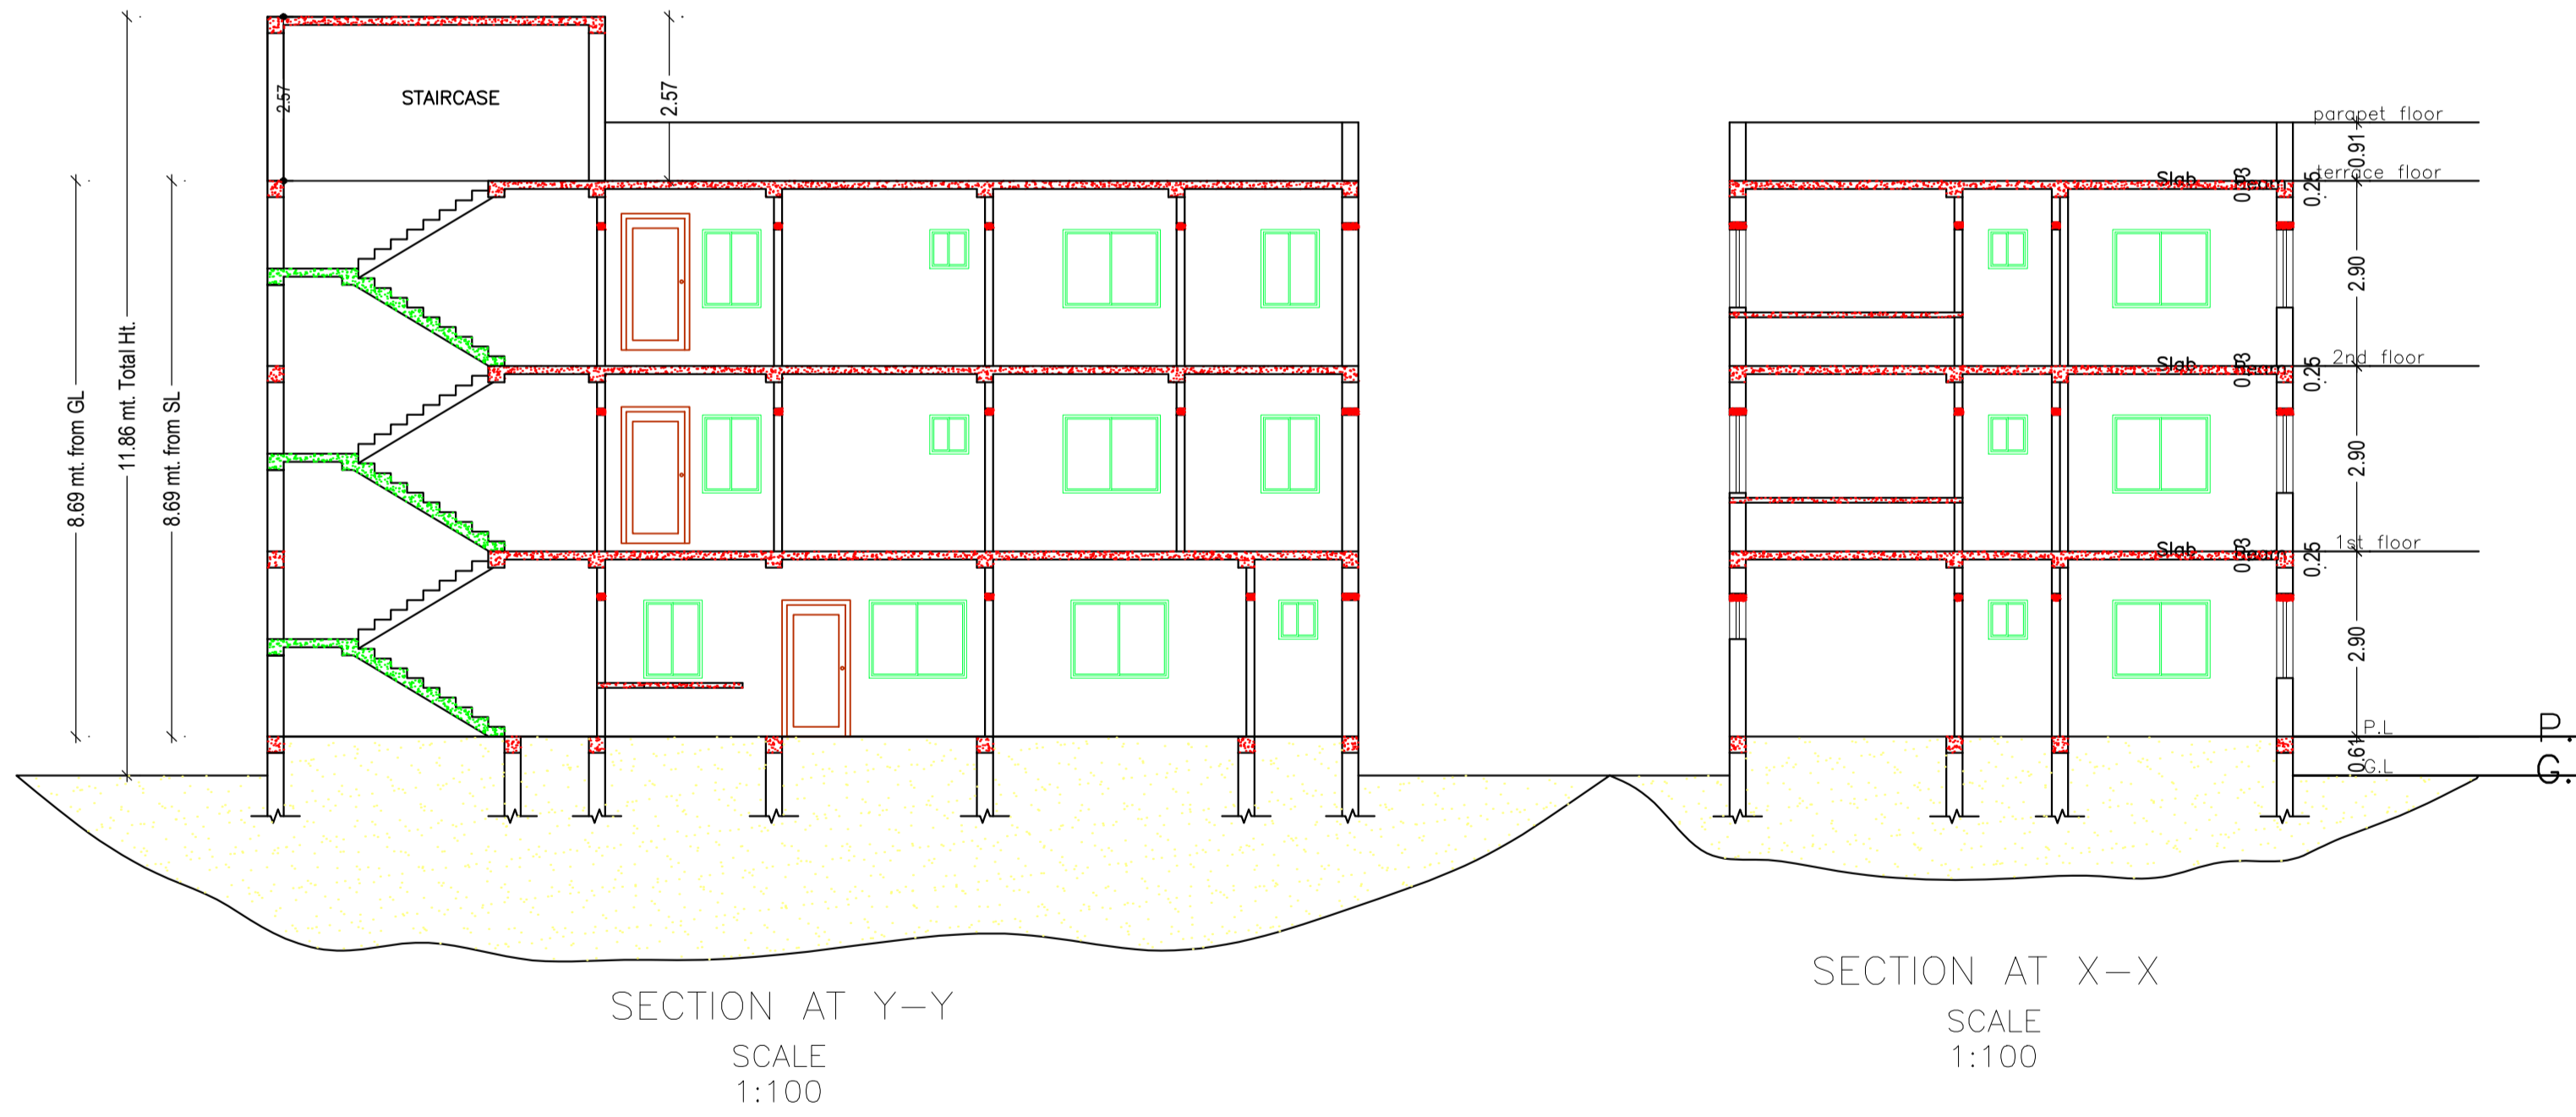 STAIRCASE
2.57
2.57
8.69 mt. from GL
11.86 mt. Total Ht.
8.69 mt. from SL
SECTION AT Y-Y
SCALE
1:100
parapet floor
0.91
terrace floor
Slab
Beam
0.25
2.90
2nd floor
Slab
Beam
0.25
2.90
1st floor
Slab
Beam
0.25
2.90
P.L
P.
0.61
G.L
G.
SECTION AT X-X
SCALE
1:100